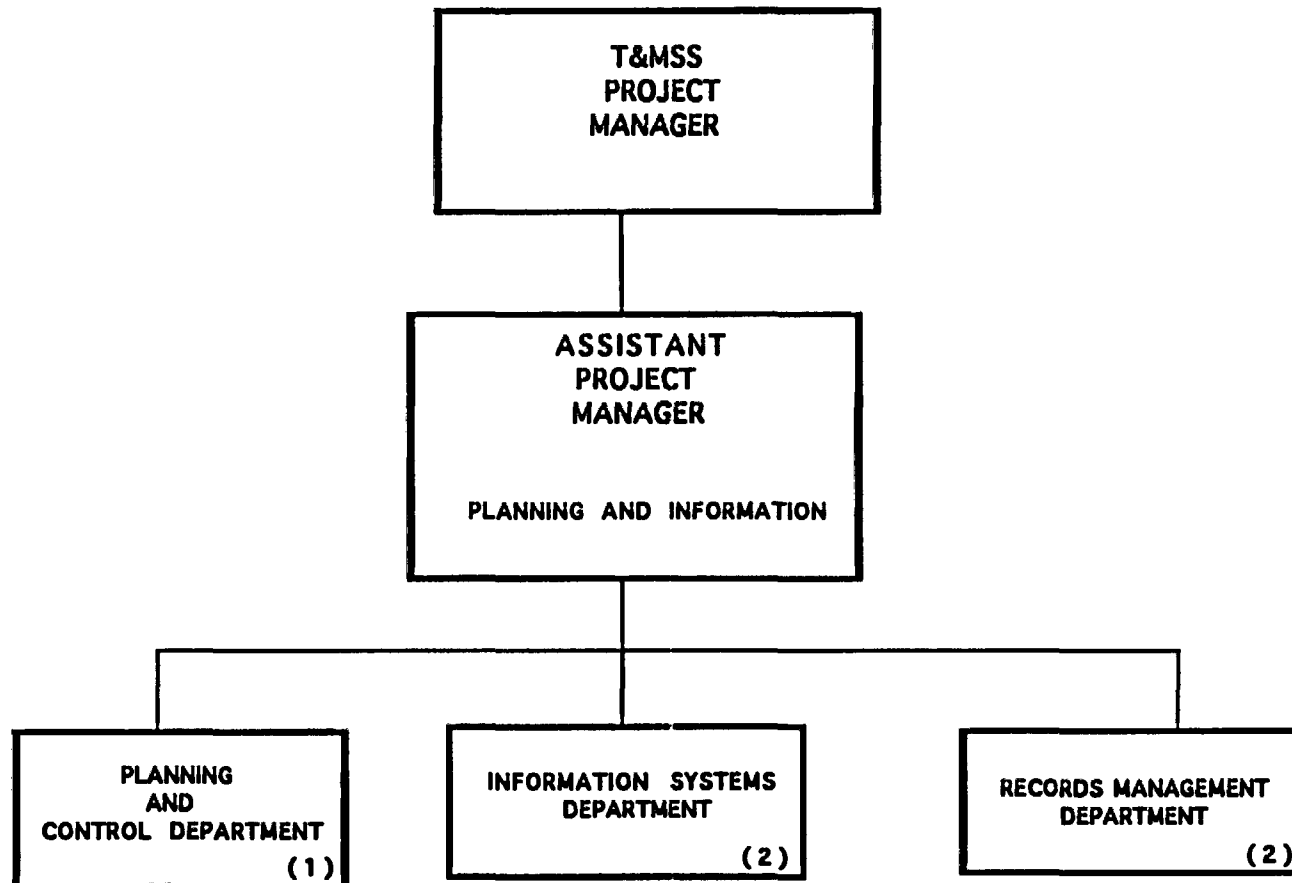 T&MSS
PROJECT
MANAGER
ASSISTANT
PROJECT
MANAGER
PLANNING AND INFORMATION
PLANNING
AND
CONTROL DEPARTMENT
(1)
INFORMATION SYSTEMS
DEPARTMENT
(2)
RECORDS MANAGEMENT
DEPARTMENT
(2)